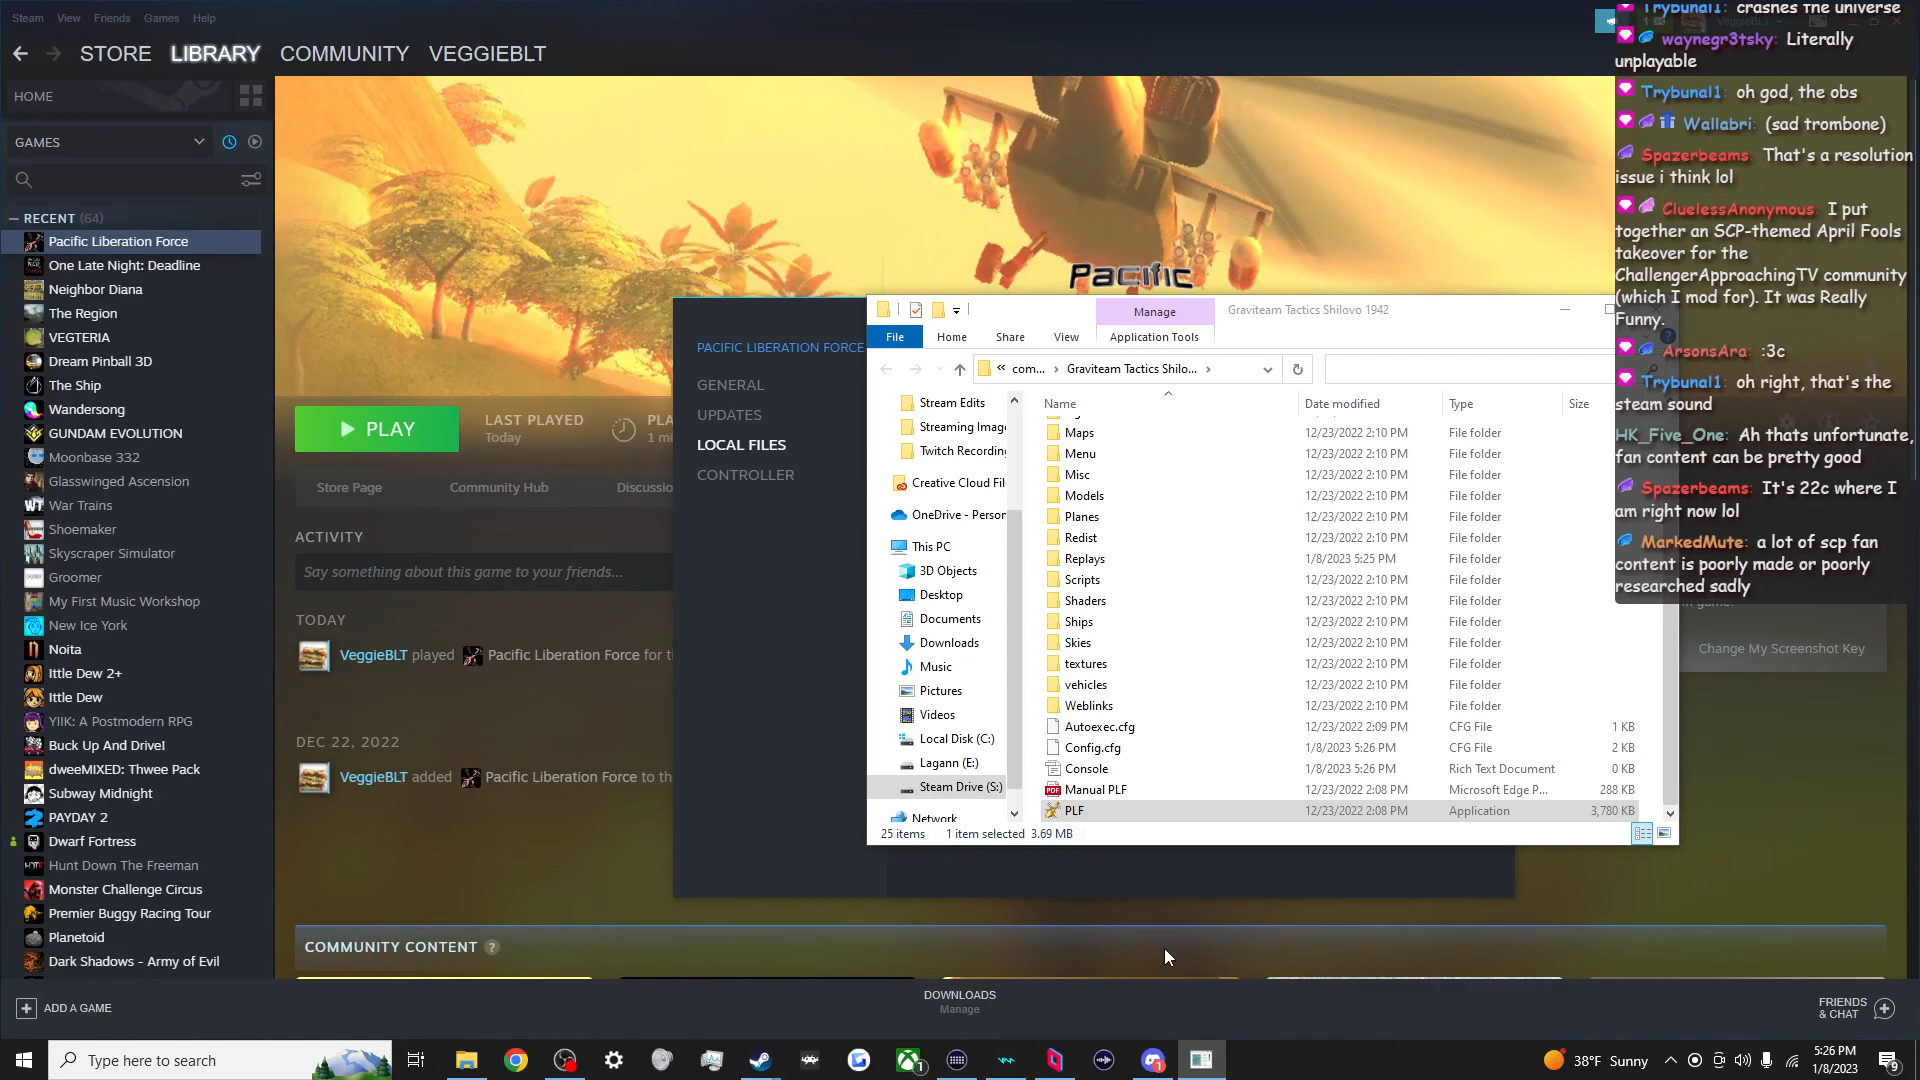 Steam View Friends Games Help
STORE LIBRARY COMMUNITY VEGGIEBLT
HOME
GAMES
RECENT (64)
Pacific Liberation Force
One Late Night: Deadline
Neighbor Diana
The Region
VEGTERIA
Dream Pinball 3D
The Ship
Wandersong
GUNDAM EVOLUTION
Moonbase 332
Glasswinged Ascension
War Trains
Shoemaker
Skyscraper Simulator
Groomer
My First Music Workshop
New Ice York
Noita
Ittle Dew 2+
Ittle Dew
YIIK: A Postmodern RPG
Buck Up And Drive!
dweeMIXED: Thwee Pack
Subway Midnight
PAYDAY 2
Dwarf Fortress
Hunt Down The Freeman
Monster Challenge Circus
Premier Buggy Racing Tour
Planetoid
Dark Shadows - Army of Evil
ADD A GAME
Pacific
PLAY
LAST PLAYED
Today
PLA
1 mi
Store Page Community Hub Discussio
ACTIVITY
Say something about this game to your friends...
TODAY
VeggieBLT played Pacific Liberation Force for t
DEC 22, 2022
VeggieBLT added Pacific Liberation Force to th
COMMUNITY CONTENT ?
DOWNLOADS
Manage
FRIENDS
& CHAT
PACIFIC LIBERATION FORCE
GENERAL
UPDATES
LOCAL FILES
CONTROLLER
Manage
Graviteam Tactics Shilovo 1942
File Home Share View Application Tools
com... Graviteam Tactics Shilo...
Stream Edits
Streaming Imag
Twitch Recordin
Creative Cloud Fil
OneDrive - Person
This PC
3D Objects
Desktop
Documents
Downloads
Music
Pictures
Videos
Local Disk (C:)
Lagann (E:)
Steam Drive (S:)
Network
Name Date modified Type Size
Maps 12/23/2022 2:10 PM File folder
Menu 12/23/2022 2:10 PM File folder
Misc 12/23/2022 2:10 PM File folder
Models 12/23/2022 2:10 PM File folder
Planes 12/23/2022 2:10 PM File folder
Redist 12/23/2022 2:10 PM File folder
Replays 1/8/2023 5:25 PM File folder
Scripts 12/23/2022 2:10 PM File folder
Shaders 12/23/2022 2:10 PM File folder
Ships 12/23/2022 2:10 PM File folder
Skies 12/23/2022 2:10 PM File folder
textures 12/23/2022 2:10 PM File folder
vehicles 12/23/2022 2:10 PM File folder
Weblinks 12/23/2022 2:10 PM File folder
Autoexec.cfg 12/23/2022 2:09 PM CFG File 1 KB
Config.cfg 1/8/2023 5:26 PM CFG File 2 KB
Console 1/8/2023 5:26 PM Rich Text Document 0 KB
Manual PLF 12/23/2022 2:08 PM Microsoft Edge P... 288 KB
PLF 12/23/2022 2:08 PM Application 3,780 KB
25 items 1 item selected 3.69 MB
Trybunal1: crashes the universe
waynegr3tsky: Literally
unplayable
Trybunal1: oh god, the obs
Wallabri: (sad trombone)
Spazerbeams: That's a resolution
issue i think lol
CluelessAnonymous: I put
together an SCP-themed April Fools
takeover for the
ChallengerApproachingTV community
(which I mod for). It was Really
Funny.
ArsonsAra: :3c
Trybunal1: oh right, that's the
steam sound
HK_Five_One: Ah thats unfortunate,
fan content can be pretty good
Spazerbeams: It's 22c where I
am right now lol
MarkedMute: a lot of scp fan
content is poorly made or poorly
researched sadly
Change My Screenshot Key
Type here to search
38°F Sunny
5:26 PM
1/8/2023